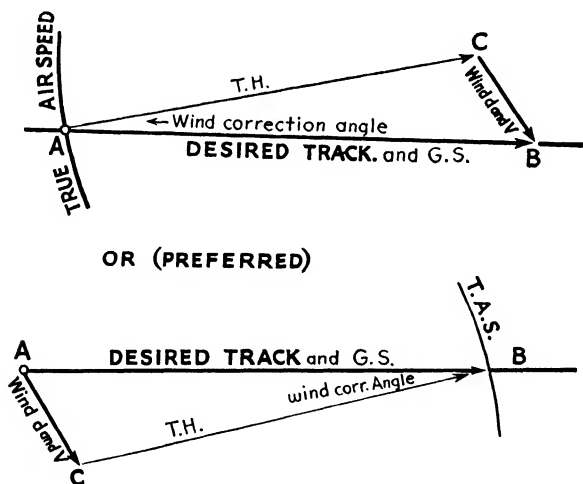 AIR SPEED
C
T.H.
Wind d and V
← Wind correction angle
A
DESIRED TRACK. and G.S.
B
TRUE
OR (PREFERRED)
T.A.S.
A
DESIRED TRACK and G.S.
B
Wind d and V
wind corr. Angle
T.H.
C